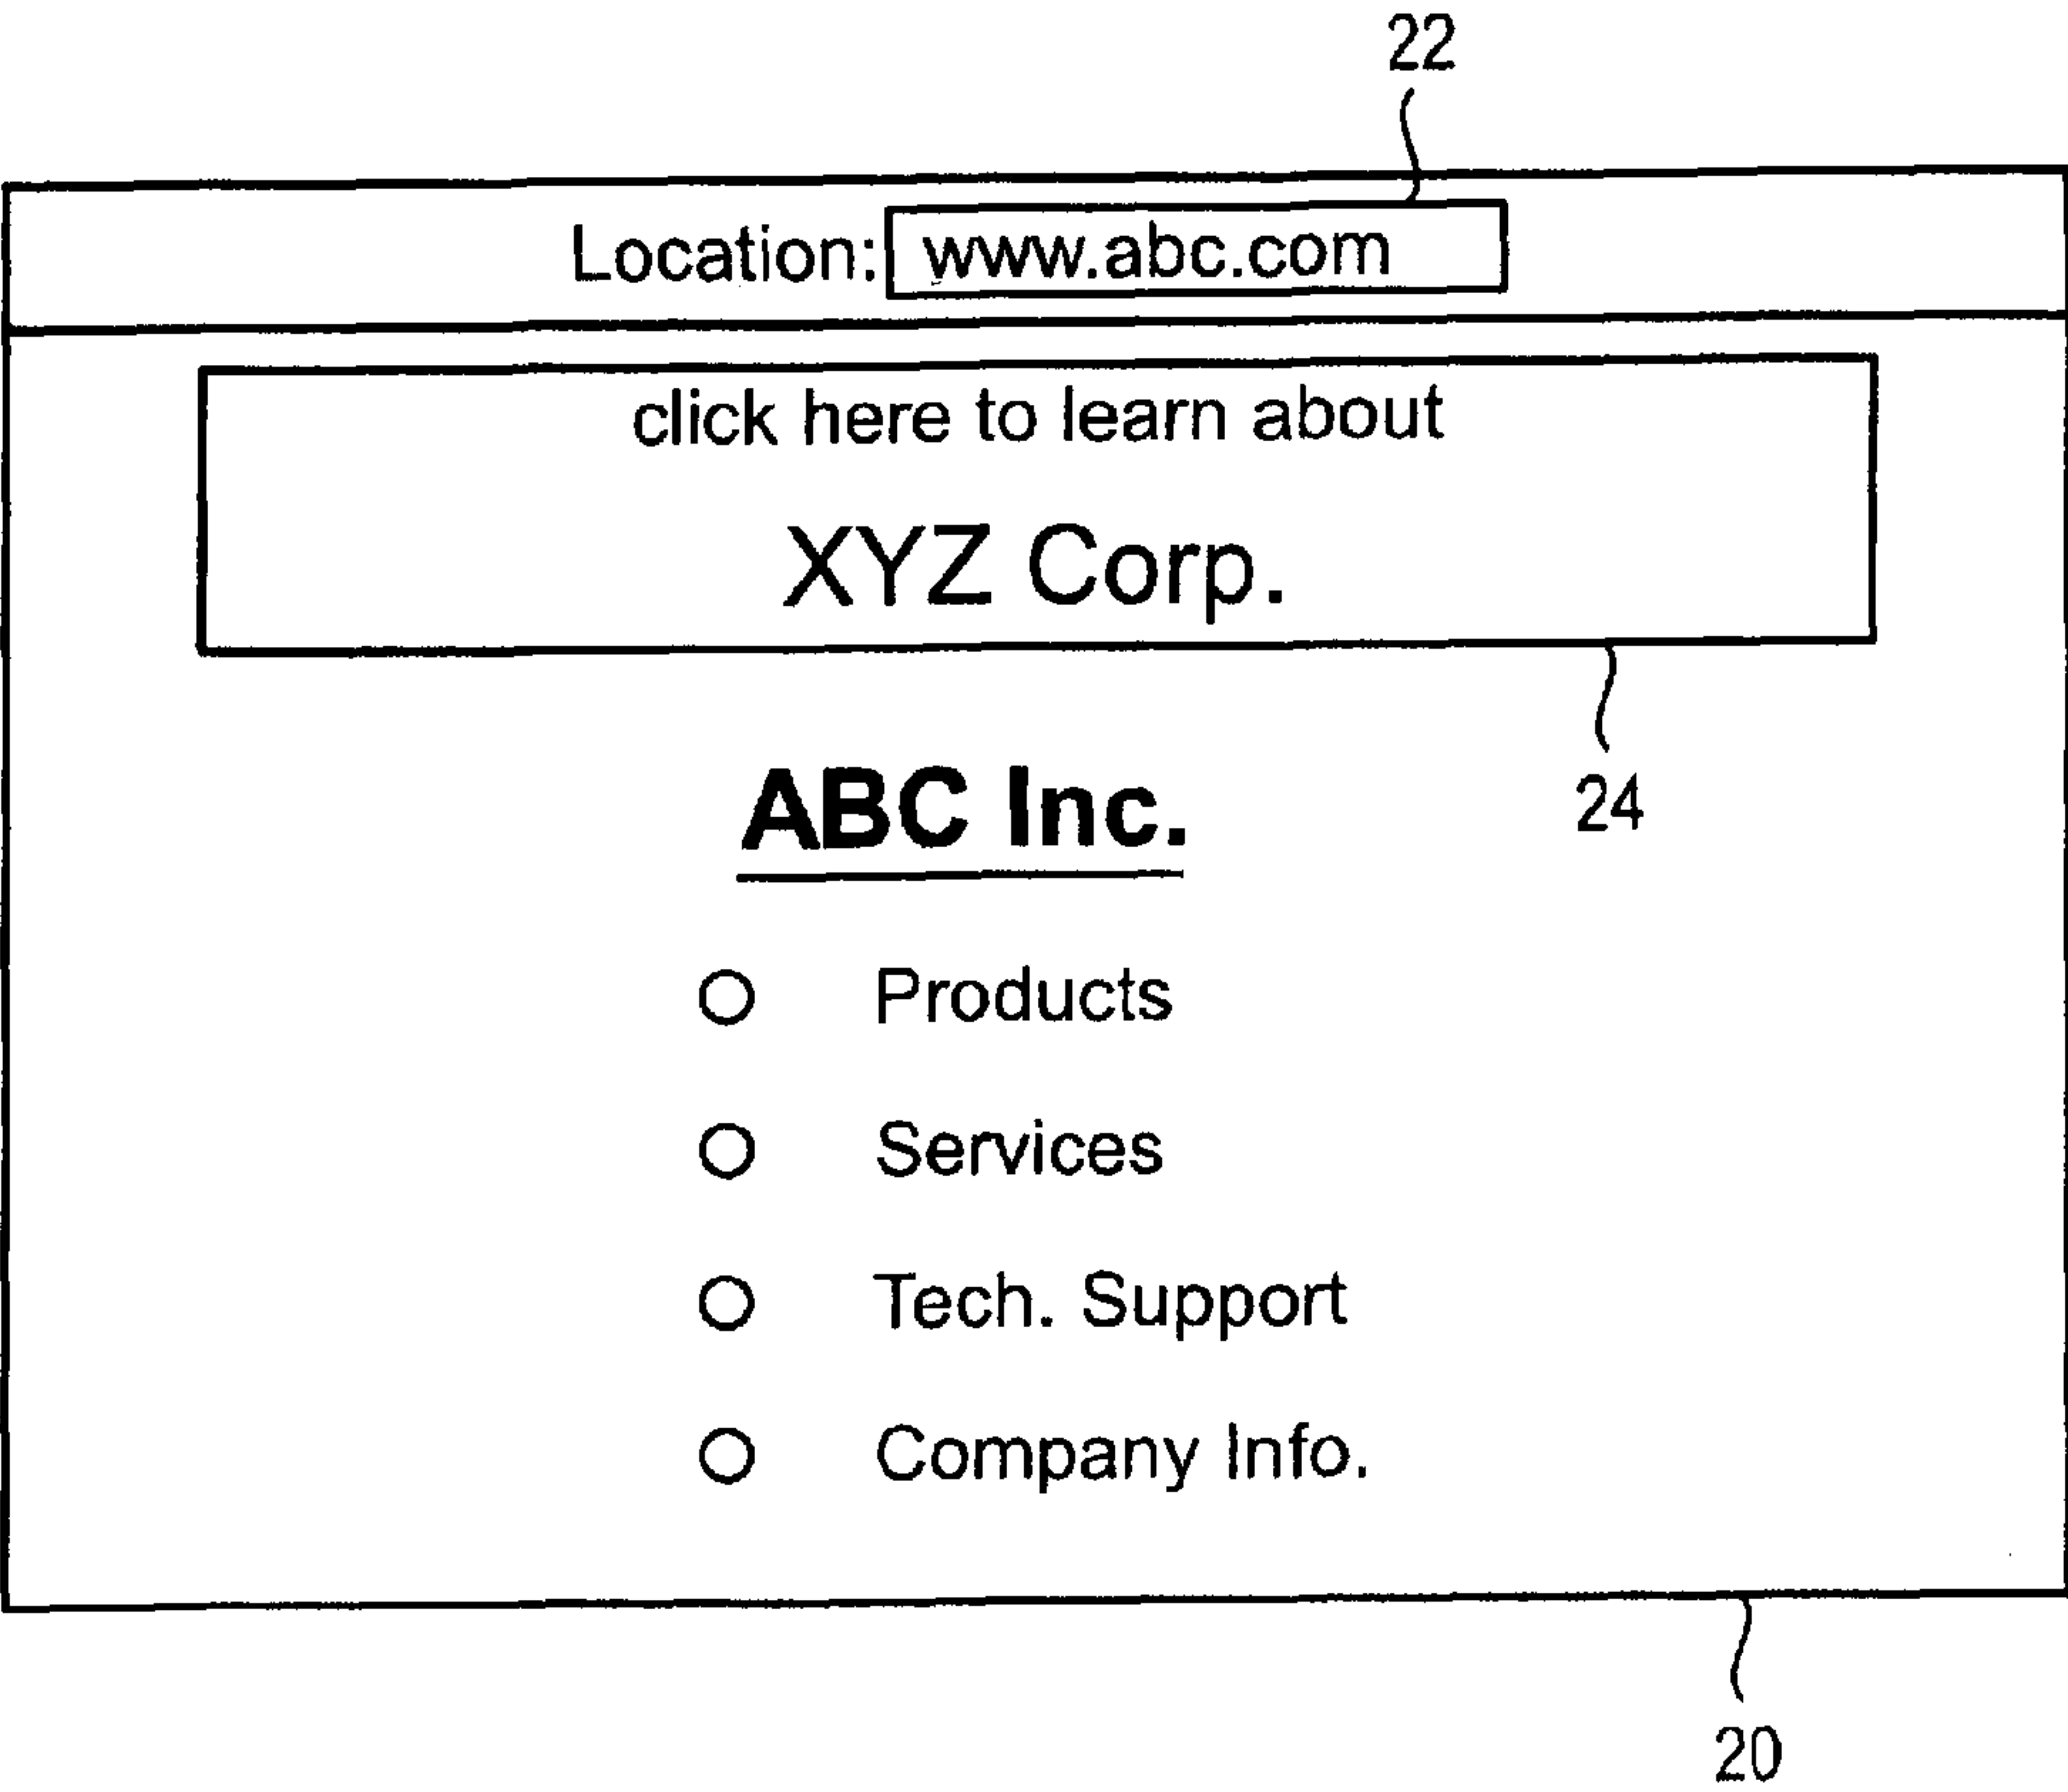 22
Location: www.abc.com
click here to learn about
XYZ Corp.
24
ABC Inc.
Products
Services
Tech. Support
Company Info.
20